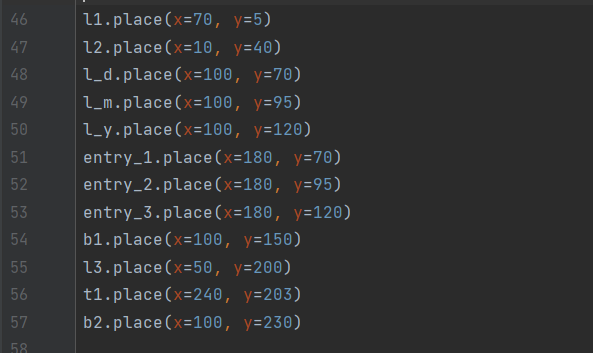 46 l1.place(x=70, y=5)
47 l2.place(x=10, y=40)
48 l_d.place(x=100, y=70)
49 l_m.place(x=100, y=95)
50 l_y.place(x=100, y=120)
51 entry_1.place(x=180, y=70)
52 entry_2.place(x=180, y=95)
53 entry_3.place(x=180, y=120)
54 b1.place(x=100, y=150)
55 l3.place(x=50, y=200)
56 t1.place(x=240, y=203)
57 b2.place(x=100, y=230)
58